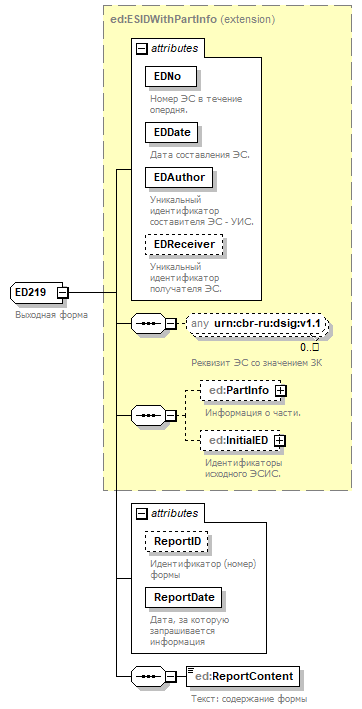 ed:ESIDWithPartInfo (extension)
attributes
EDNo
Номер ЭС в течение
опердня.
EDDate
Дата составления ЭС.
EDAuthor
Уникальный
идентификатор
составителя ЭС - УИС.
EDReceiver
Уникальный
идентификатор
получателя ЭС.
ED219
Выходная форма
any urn:cbr-ru:dsig:v1.1
0..□
Реквизит ЭС со значением ЗК
ed:PartInfo
Информация о части.
ed:InitialED
Идентификаторы
исходного ЭСИС.
attributes
ReportID
Идентификатор (номер)
формы
ReportDate
Дата, за которую
запрашивается
информация
ed:ReportContent
Текст: содержание формы